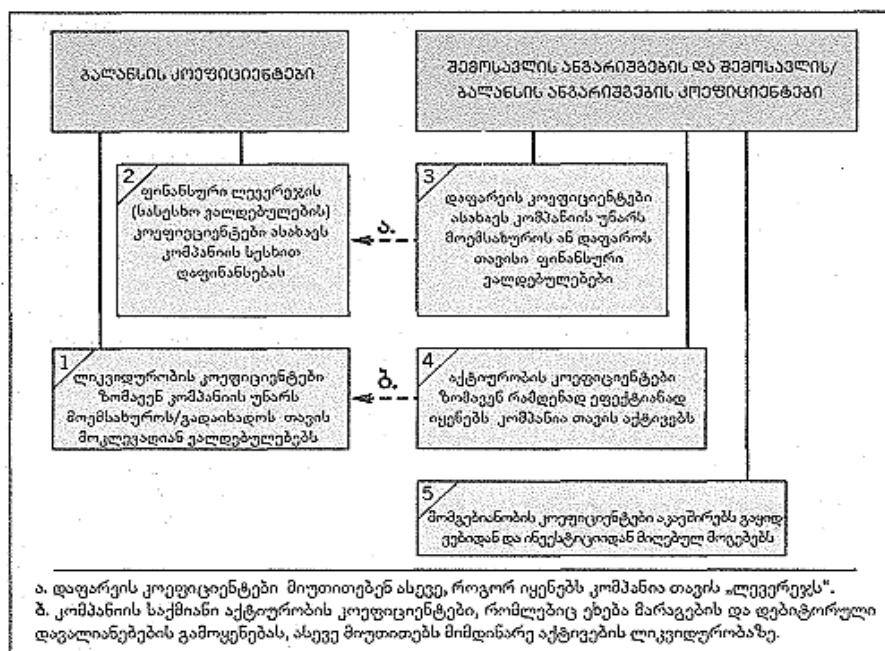 ბალანსის კოეფიციენტები
შემოსავლის ანგარიშგების და შემოსავლის/
ბალანსის ანგარიშგების კოეფიციენტები
2
ფინანსური ლევერეჯის
(სასესხო ვალდებულების)
კოეფიეციენტები ასახავს
კომპანიის სესხით
დაფინანსებას
ა.
3
დაფარვის კოეფიციენტები
ასახავს კომპანიის უნარს
მოემსახუროს ან დაფაროს
თავისი ფინანსური
ვალდებულებები
1
ლიკვიდურობის კოეფიციენტები
ზომავენ კომპანიის უნარს
მოემსახუროს/გადაიხადოს თავის
მოკლევადიან ვალდებულებებს
ბ.
4
აქტიურობის კოეფიციენტები
ზომავენ რამდენად ეფექტიანად
იყენებს კომპანია თავის აქტივებს
5
მომგებიანობის კოეფიციენტები აკავშირებს გაყიდ
ვებიდან და ინვესტიციიდან მიღებულ მოგებებს
ა. დაფარვის კოეფიციენტები მიუთითებენ ასევე, როგორ იყენებს კომპანია თავის „ლევერეჯს“.
ბ. კომპანიის საქმიანი აქტიურობის კოეფიციენტები, რომლებიც ეხება მარაგების და დებიტორული
დავალიანებების გამოყენებას, ასევე მიუთითებს მიმდინარე აქტივების ლიკვიდურობაზე.